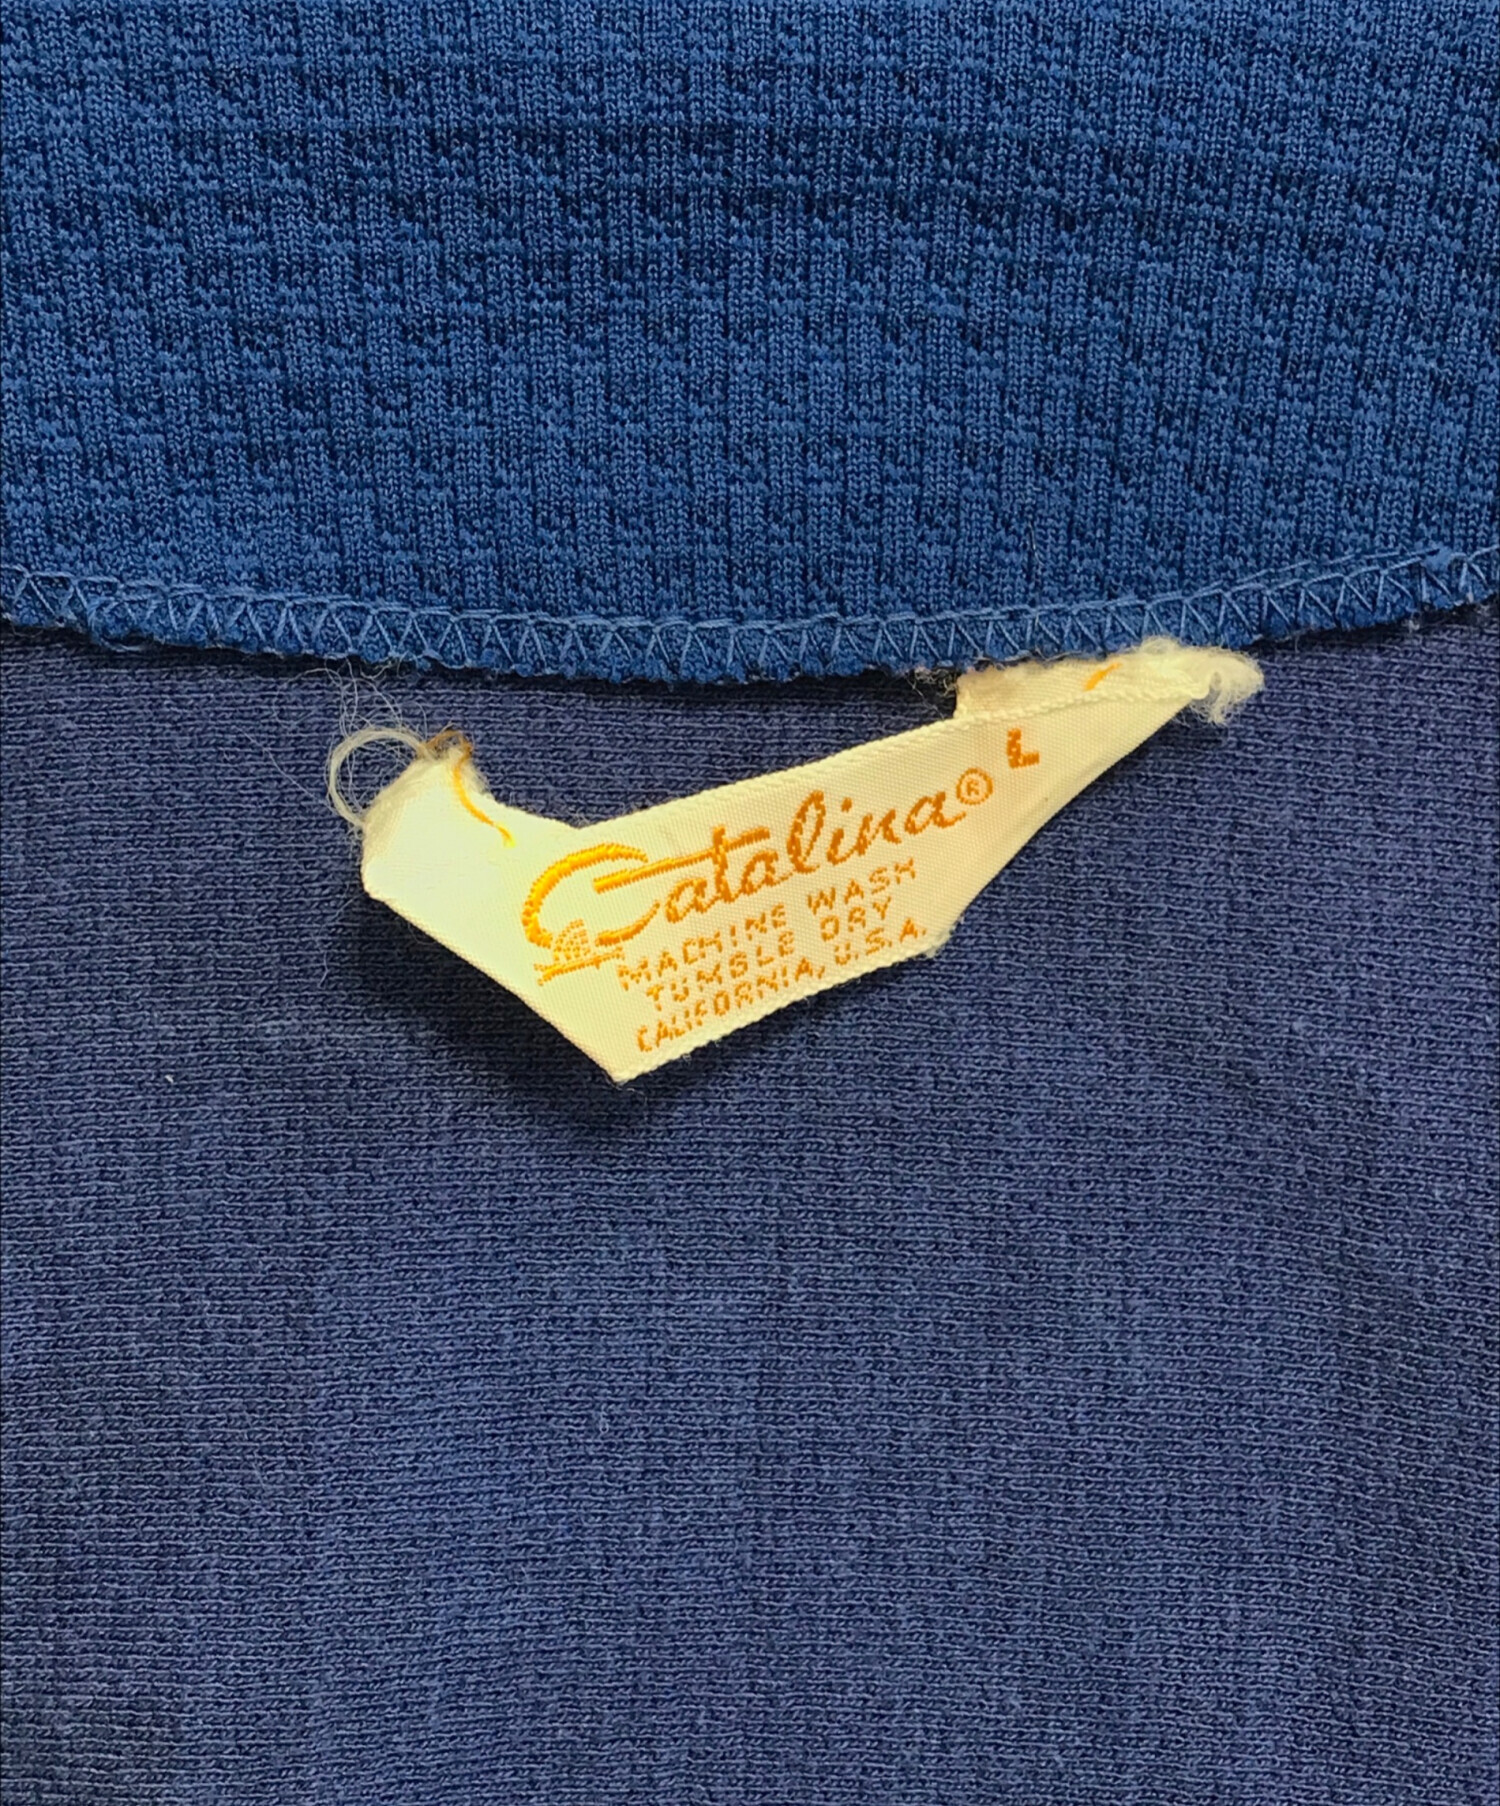 L
Catalina®
MACHINE WASH
TUMBLE DRY
CALIFORNIA, U.S.A.